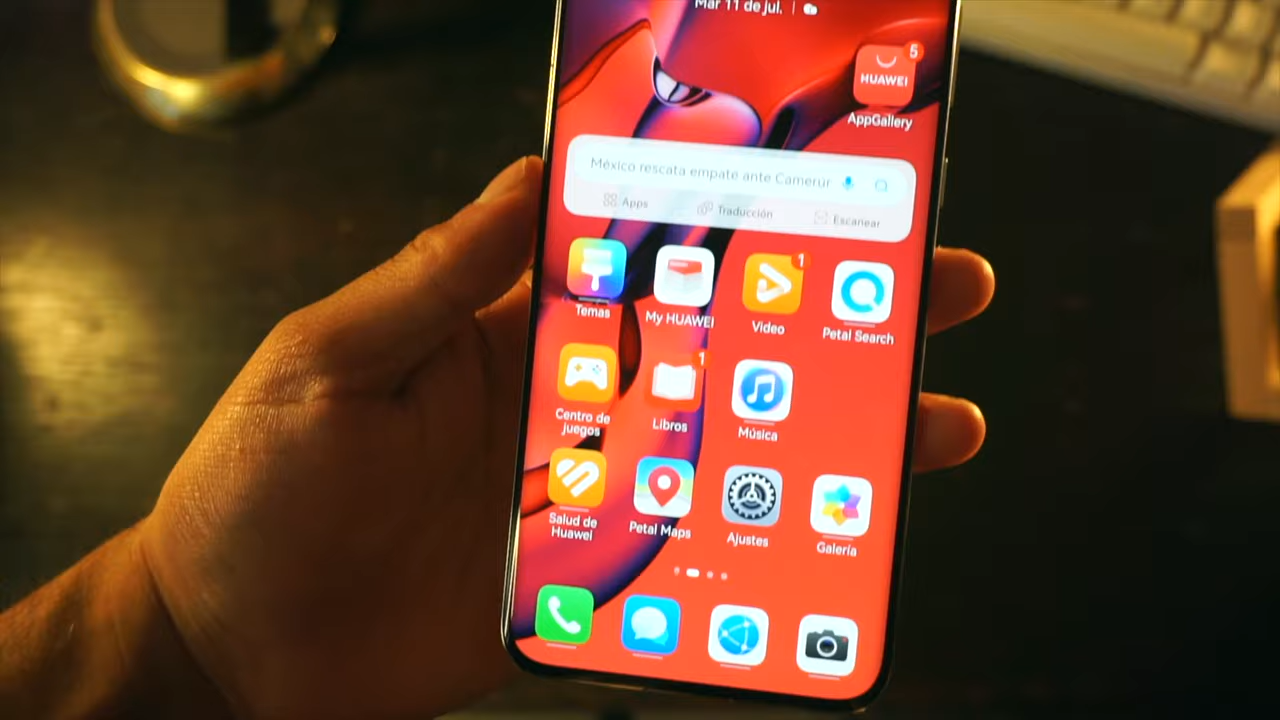 Mar 11 de jul.
5
HUAWEI
AppGallery
México rescata empate ante Camerúr
Apps
Traducción
Escanear
Temas
My HUAWEI
1
Video
Petal Search
Centro de
juegos
1
Libros
Música
Salud de
Huawei
Petal Maps
Ajustes
Galería